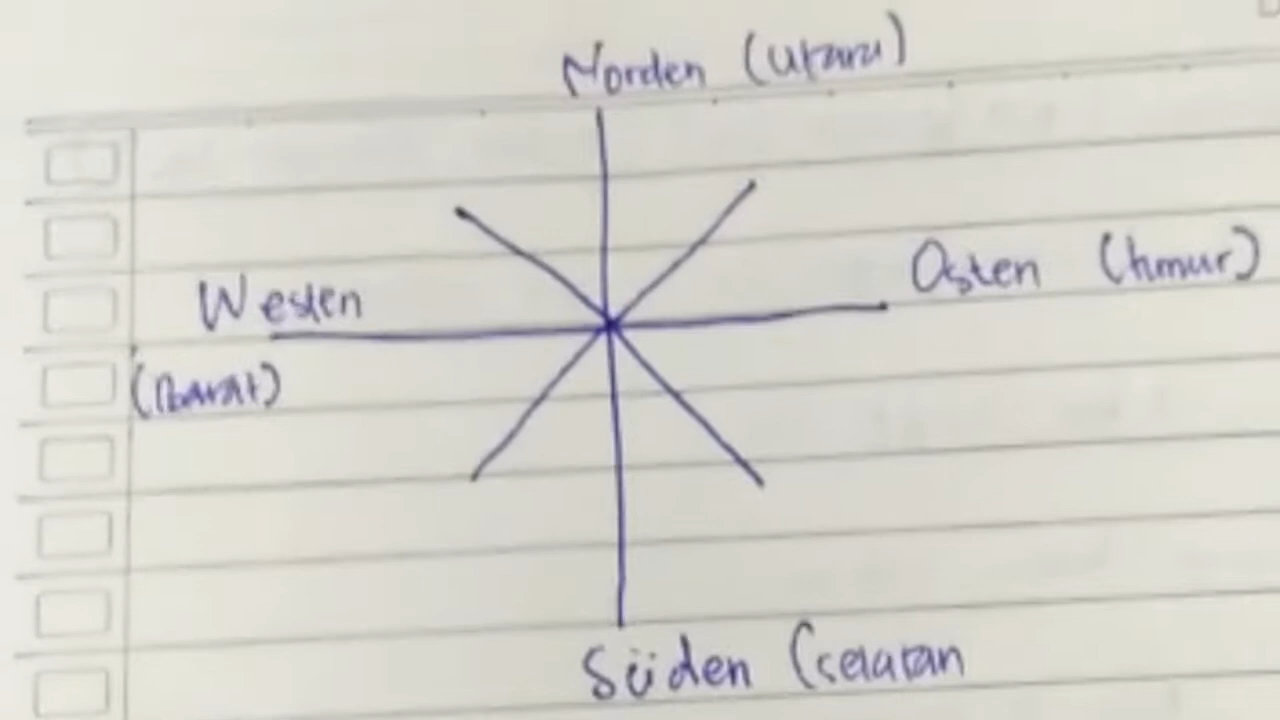 Norden (utara)
Osten (timur)
Westen
(Barat)
Süden (selatan